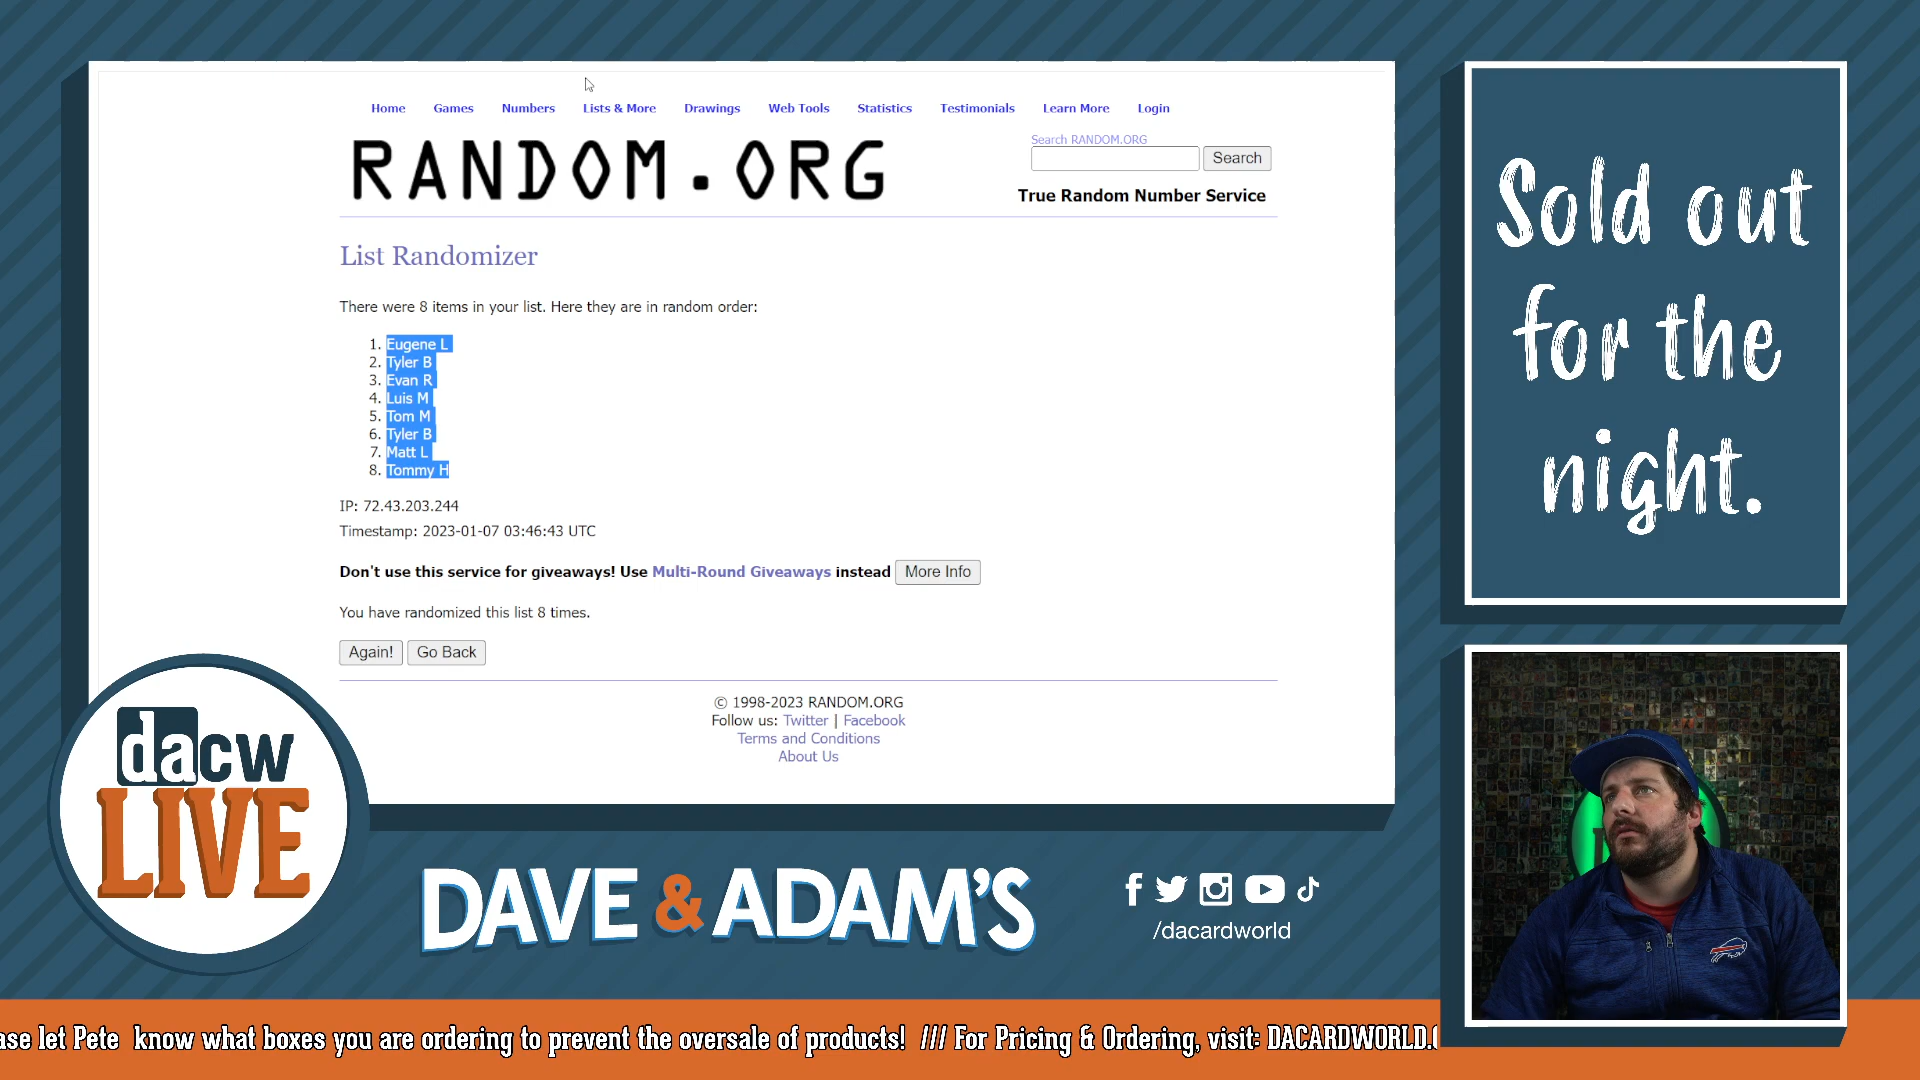 Home Games Numbers Lists & More Drawings Web Tools Statistics Testimonials Learn More Login
RANDOM.ORG
Search RANDOM.ORG
Search
True Random Number Service
List Randomizer
There were 8 items in your list. Here they are in random order:
1. Eugene L
2. Tyler B
3. Evan R
4. Luis M
5. Tom M
6. Tyler B
7. Matt L
8. Tommy H
IP: 72.43.203.244
Timestamp: 2023-01-07 03:46:43 UTC
Don't use this service for giveaways! Use Multi-Round Giveaways instead More Info
You have randomized this list 8 times.
Again! Go Back
© 1998-2023 RANDOM.ORG
Follow us: Twitter | Facebook
Terms and Conditions
About Us
Sold out
for the
night.
dacw
LIVE
DAVE & ADAM'S
/dacardworld
know what boxes you are ordering to prevent the oversale of products! /// For Pricing & Ordering, visit: DACARDWORLD.
let Pete